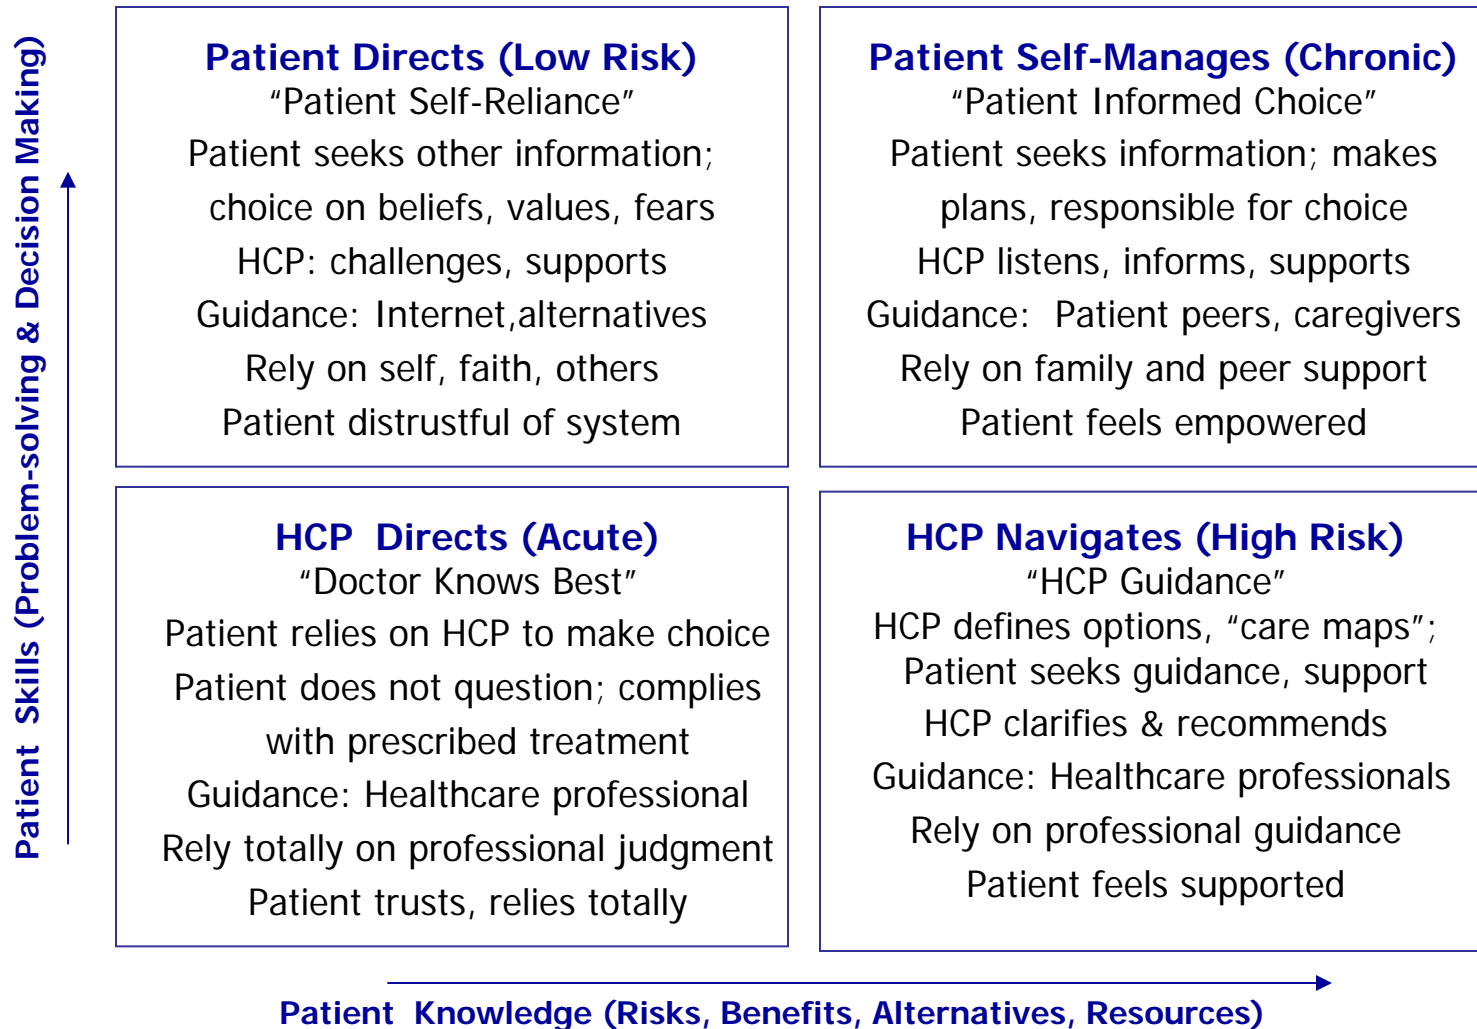 Patient Skills (Problem-solving & Decision Making)
Patient Directs (Low Risk)
“Patient Self-Reliance”
Patient seeks other information;
choice on beliefs, values, fears
HCP: challenges, supports
Guidance: Internet,alternatives
Rely on self, faith, others
Patient distrustful of system
Patient Self-Manages (Chronic)
“Patient Informed Choice”
Patient seeks information; makes
plans, responsible for choice
HCP listens, informs, supports
Guidance: Patient peers, caregivers
Rely on family and peer support
Patient feels empowered
HCP Directs (Acute)
“Doctor Knows Best”
Patient relies on HCP to make choice
Patient does not question; complies
with prescribed treatment
Guidance: Healthcare professional
Rely totally on professional judgment
Patient trusts, relies totally
HCP Navigates (High Risk)
“HCP Guidance”
HCP defines options, “care maps”;
Patient seeks guidance, support
HCP clarifies & recommends
Guidance: Healthcare professionals
Rely on professional guidance
Patient feels supported
Patient Knowledge (Risks, Benefits, Alternatives, Resources)